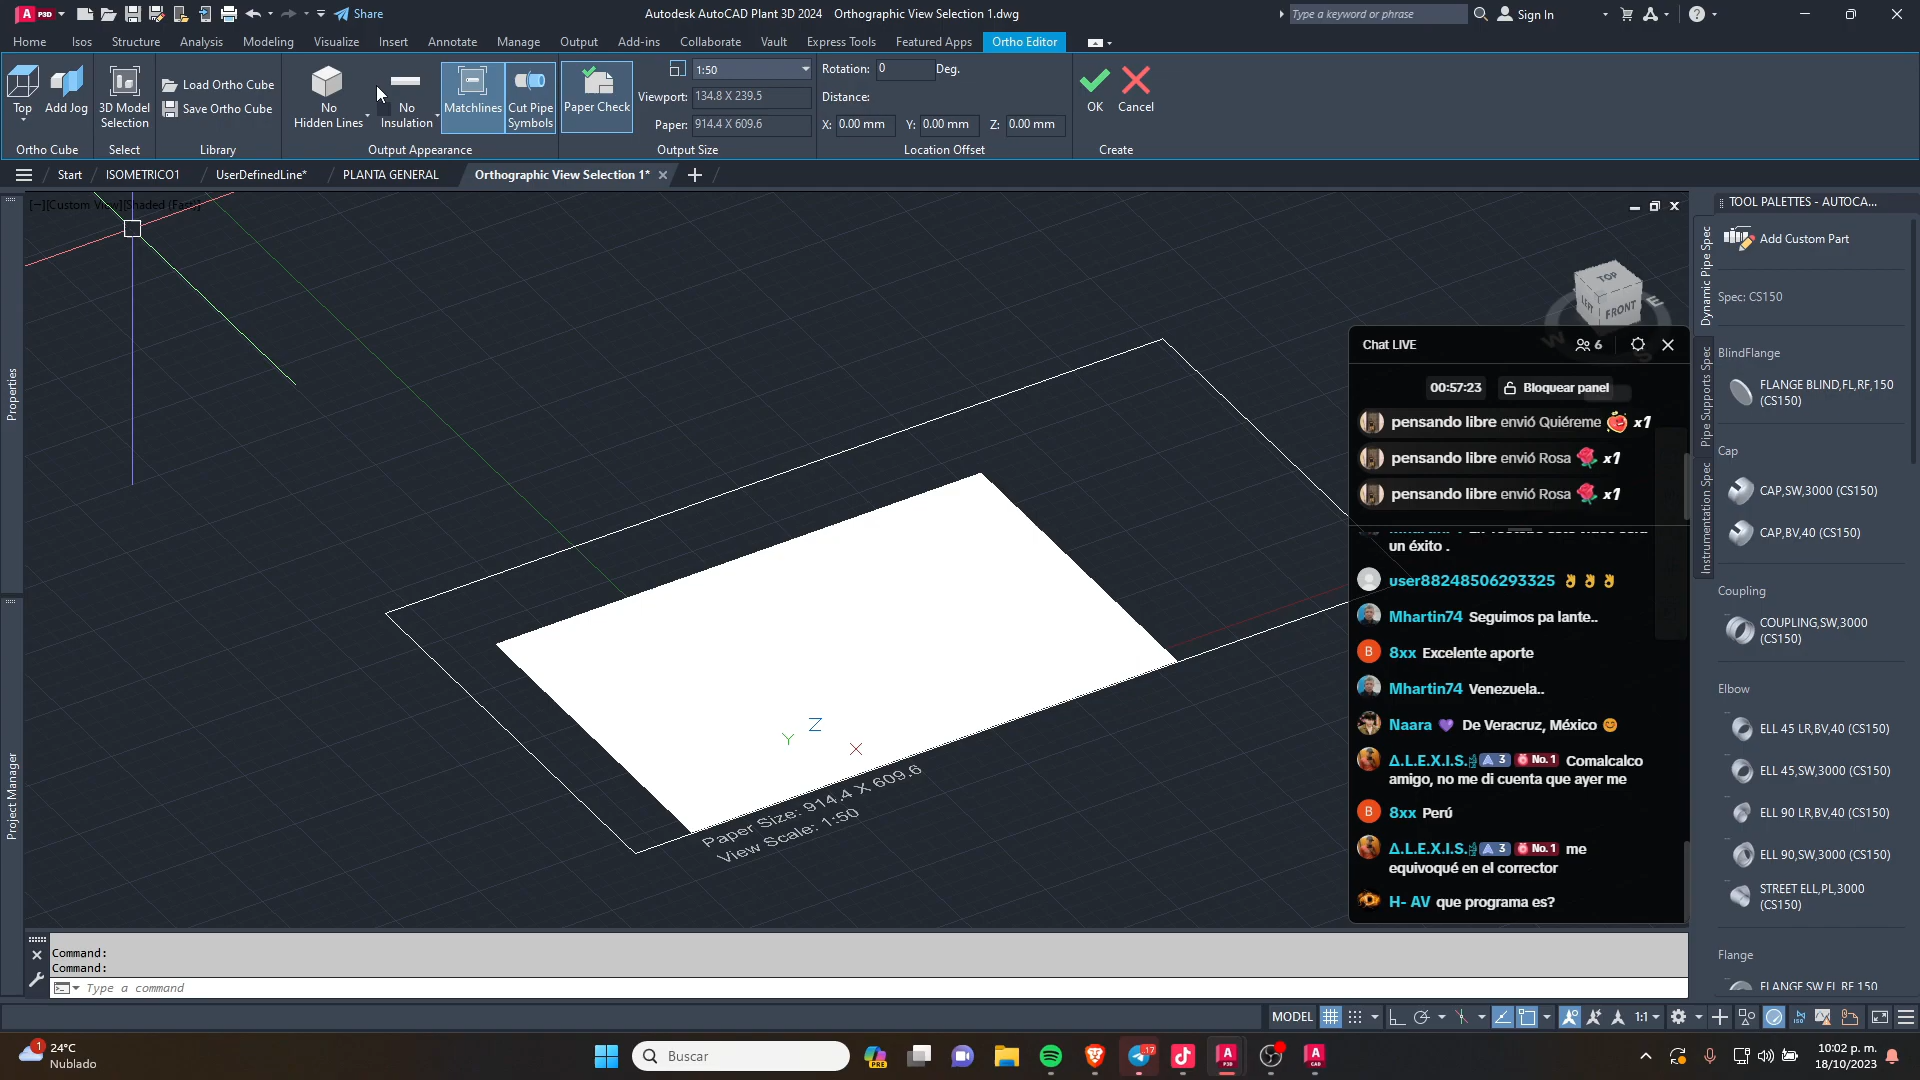 P3D
Share
Autodesk AutoCAD Plant 3D 2024 Orthographic View Selection 1.dwg
Type a keyword or phrase
Sign In
Home Isos Structure Analysis Modeling Visualize Insert Annotate Manage Output Add-ins Collaborate Vault Express Tools Featured Apps Ortho Editor
Top
Add Jog
Ortho Cube
3D Model
Selection
Select
Load Ortho Cube
Save Ortho Cube
Library
No
Hidden Lines
No
Insulation
Matchlines
Cut Pipe
Symbols
Output Appearance
Paper Check
1:50
Viewport: 134.8 X 239.5
Paper: 914.4 X 609.6
Output Size
Rotation: 0 Deg.
Distance:
X: 0.00 mm Y: 0.00 mm Z: 0.00 mm
Location Offset
OK
Cancel
Create
Start ISOMETRICO1 UserDefinedLine* PLANTA GENERAL Orthographic View Selection 1*
[−][Custom View][Shaded (Fast)]
Properties
Project Manager
TOP
LEFT
FRONT
W
S
E
Y
Z
X
Paper Size: 914.4 X 609.6
View Scale: 1:50
Chat LIVE
6
00:57:23
Bloquear panel
pensando libre envió Quiéreme x1
pensando libre envió Rosa x1
pensando libre envió Rosa x1
un éxito .
user88248506293325 👌👌👌
Mhartin74 Seguimos pa lante..
B 8xx Excelente aporte
Mhartin74 Venezuela..
Naara 💜 De Veracruz, México 😊
Δ.L.E.X.I.S. 3 No. 1 Comalcalco
amigo, no me di cuenta que ayer me
B 8xx Perú
Δ.L.E.X.I.S. 3 No. 1 me
equivoqué en el corrector
H- AV que programa es?
TOOL PALETTES - AUTOCA...
Dynamic Pipe Spec
Pipe Supports Spec
Instrumentation Spec
Add Custom Part
Spec: CS150
BlindFlange
FLANGE BLIND,FL,RF,150
(CS150)
Cap
CAP,SW,3000 (CS150)
CAP,BV,40 (CS150)
Coupling
COUPLING,SW,3000
(CS150)
Elbow
ELL 45 LR,BV,40 (CS150)
ELL 45,SW,3000 (CS150)
ELL 90 LR,BV,40 (CS150)
ELL 90,SW,3000 (CS150)
STREET ELL,PL,3000
(CS150)
Flange
FLANGE SW,FL,RF,150
Command:
Command:
Type a command
MODEL
1:1
1
24°C
Nublado
Buscar
PRE
17
P3D
CAD
10:02 p. m.
18/10/2023